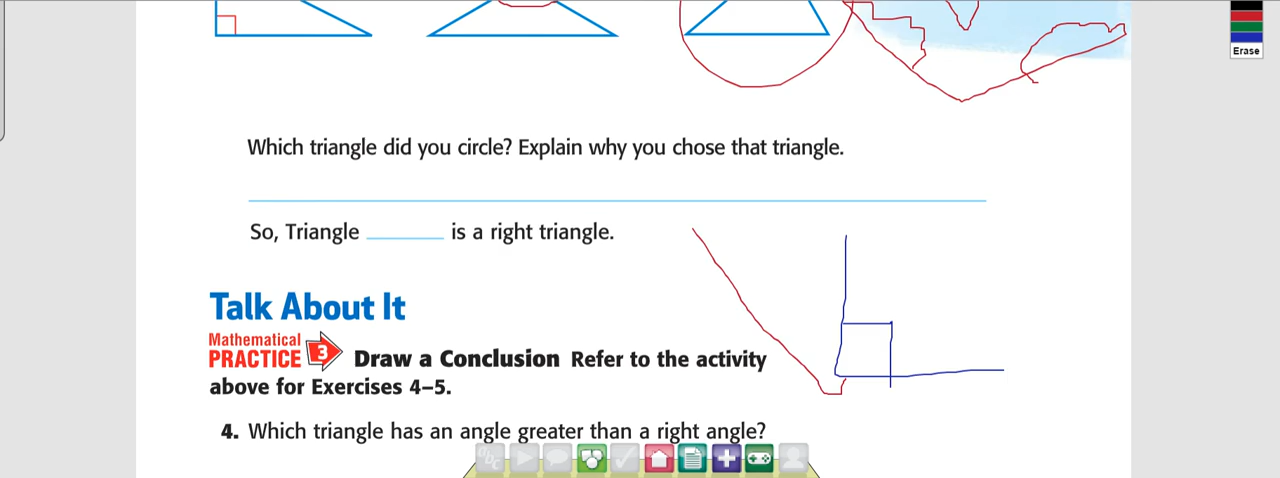 Erase
Which triangle did you circle? Explain why you chose that triangle.
So, Triangle ________ is a right triangle.
Talk About It
Mathematical
PRACTICE 3 Draw a Conclusion Refer to the activity
above for Exercises 4–5.
4. Which triangle has an angle greater than a right angle?